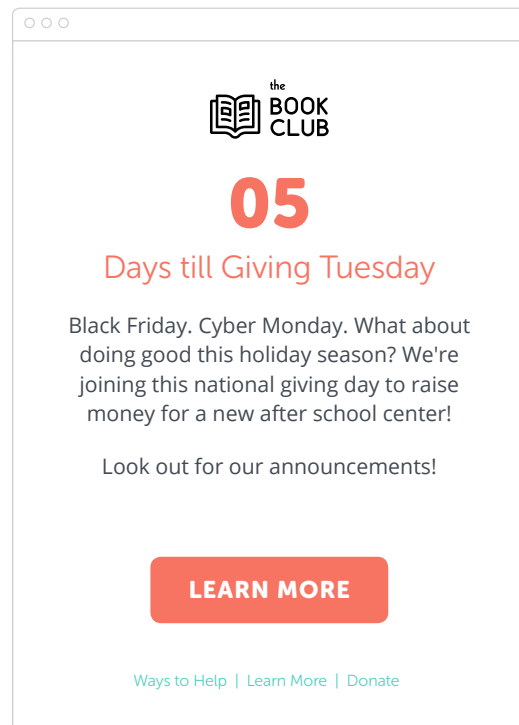 the
BOOK
CLUB
05
Days till Giving Tuesday
Black Friday. Cyber Monday. What about
doing good this holiday season? We're
joining this national giving day to raise
money for a new after school center!
Look out for our announcements!
LEARN MORE
Ways to Help | Learn More | Donate